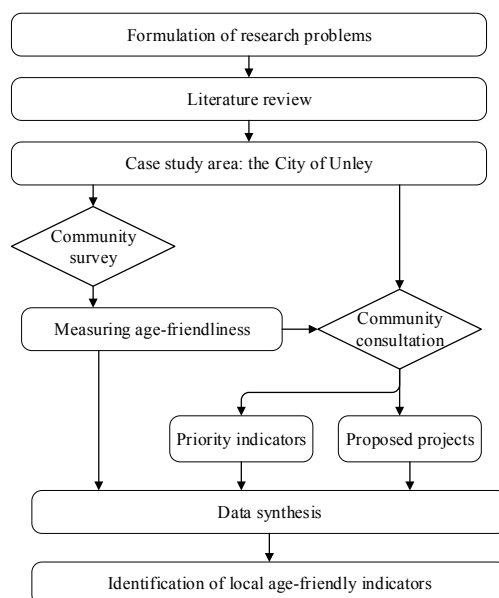 Formulation of research problems
Literature review
Case study area: the City of Unley
Community
survey
Measuring age-friendliness
Community
consultation
Priority indicators
Proposed projects
Data synthesis
Identification of local age-friendly indicators